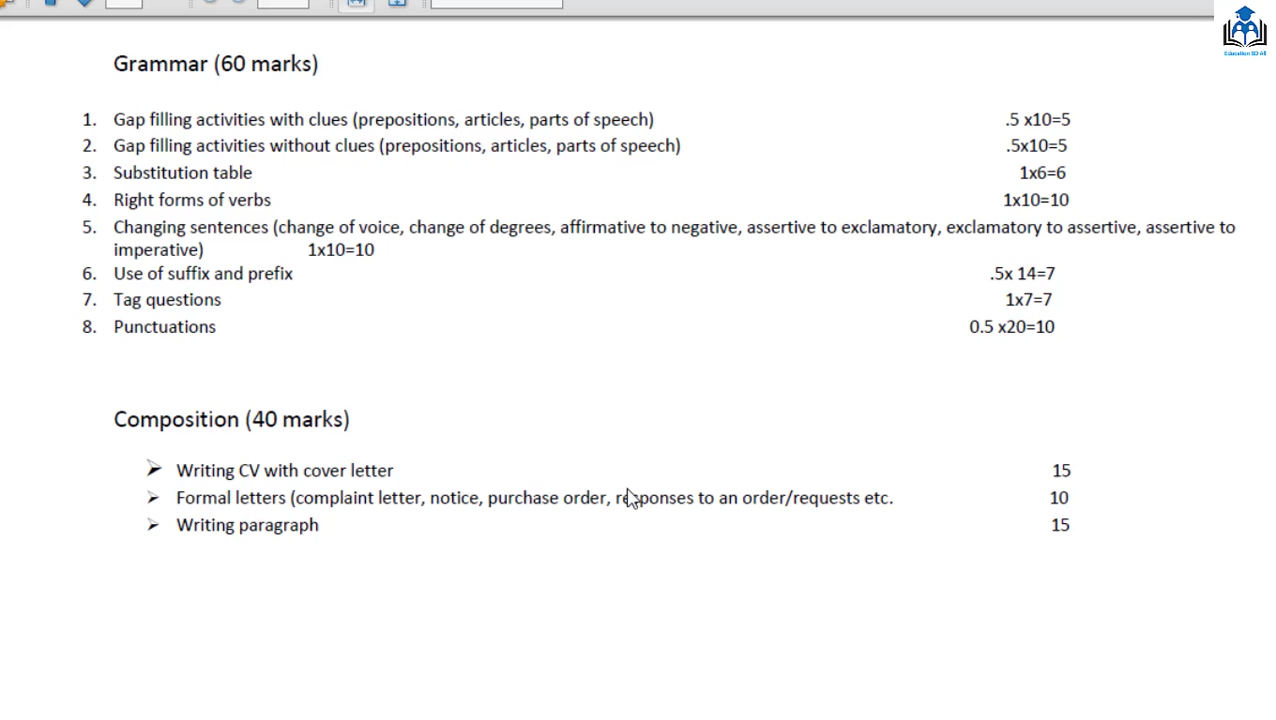 Education BD All
Grammar (60 marks)
1. Gap filling activities with clues (prepositions, articles, parts of speech) .5 x10=5
2. Gap filling activities without clues (prepositions, articles, parts of speech) .5x10=5
3. Substitution table 1x6=6
4. Right forms of verbs 1x10=10
5. Changing sentences (change of voice, change of degrees, affirmative to negative, assertive to exclamatory, exclamatory to assertive, assertive to
imperative) 1x10=10
6. Use of suffix and prefix .5x 14=7
7. Tag questions 1x7=7
8. Punctuations 0.5 x20=10
Composition (40 marks)
➢ Writing CV with cover letter 15
➢ Formal letters (complaint letter, notice, purchase order, responses to an order/requests etc. 10
➢ Writing paragraph 15